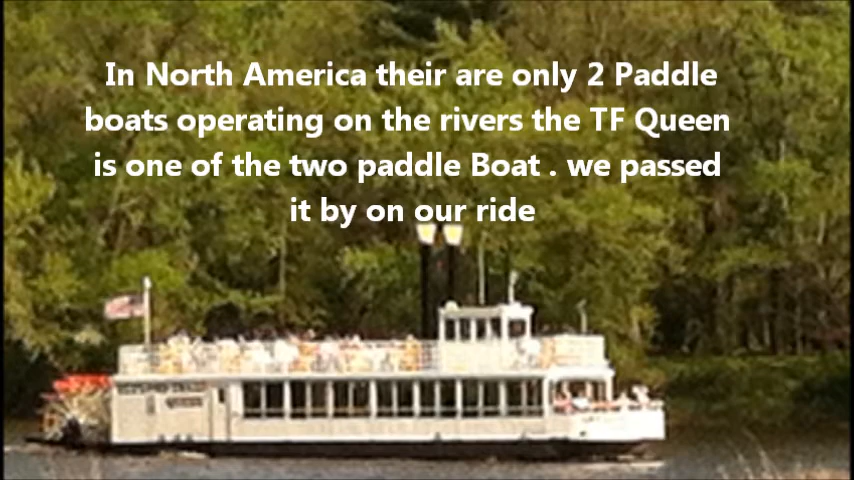 In North America their are only 2 Paddle
boats operating on the rivers the TF Queen
is one of the two paddle Boat . we passed
it by on our ride
QUEEN